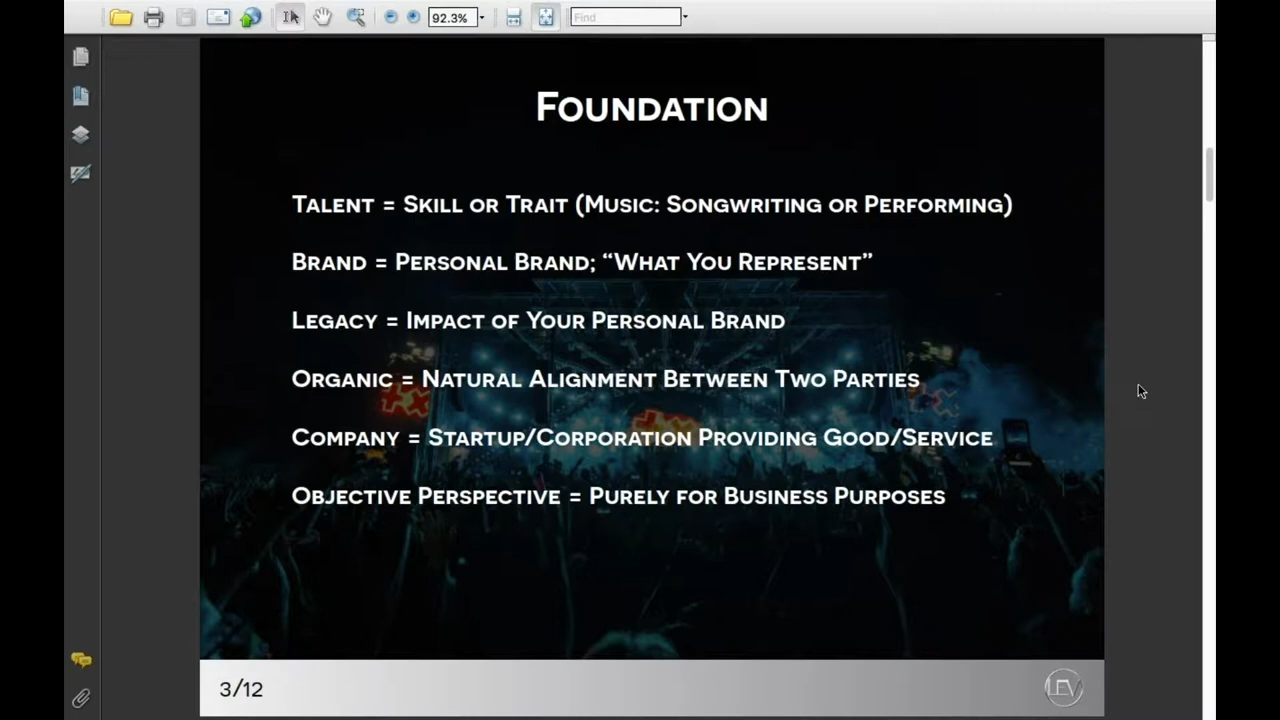 92.3%
Find
Foundation
Talent = Skill or Trait (Music: Songwriting or Performing)
Brand = Personal Brand; “What You Represent”
Legacy = Impact of Your Personal Brand
Organic = Natural Alignment Between Two Parties
Company = Startup/Corporation Providing Good/Service
Objective Perspective = Purely for Business Purposes
3/12
LEV